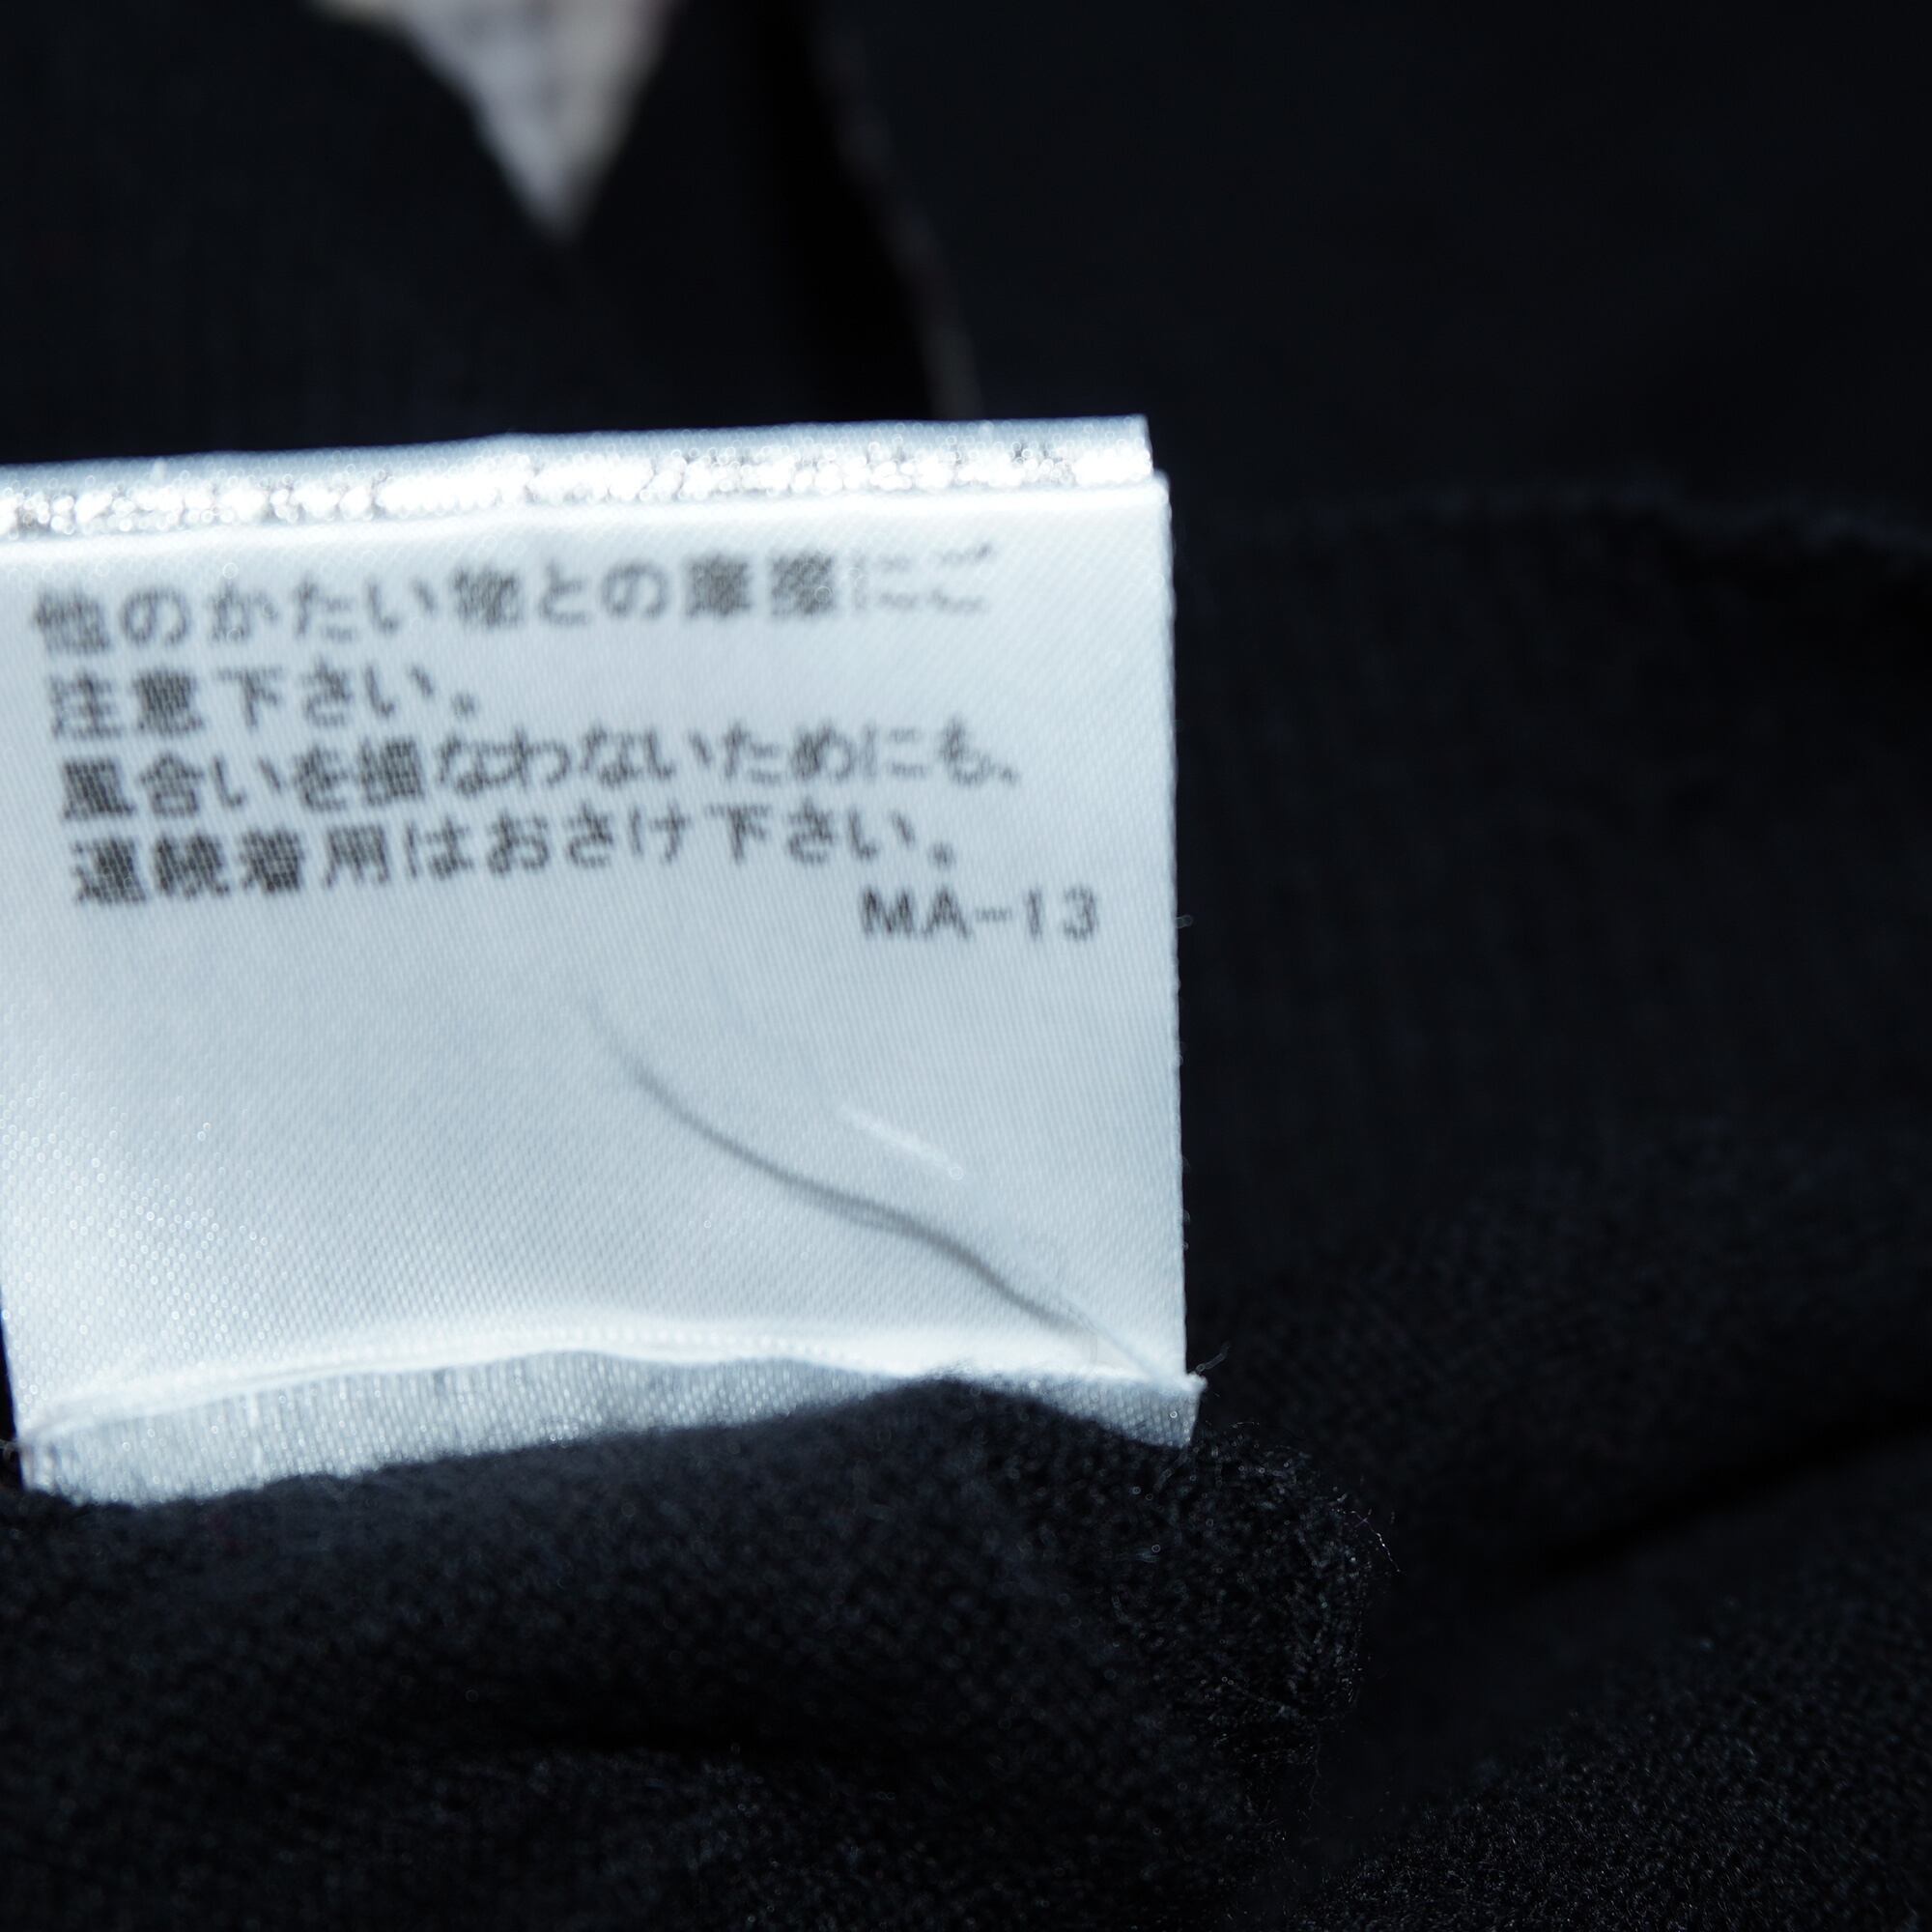 他のかたい物との摩擦にご
注意下さい。
風合いを損なわないためにも、
連続着用はおさけ下さい。
MA-13